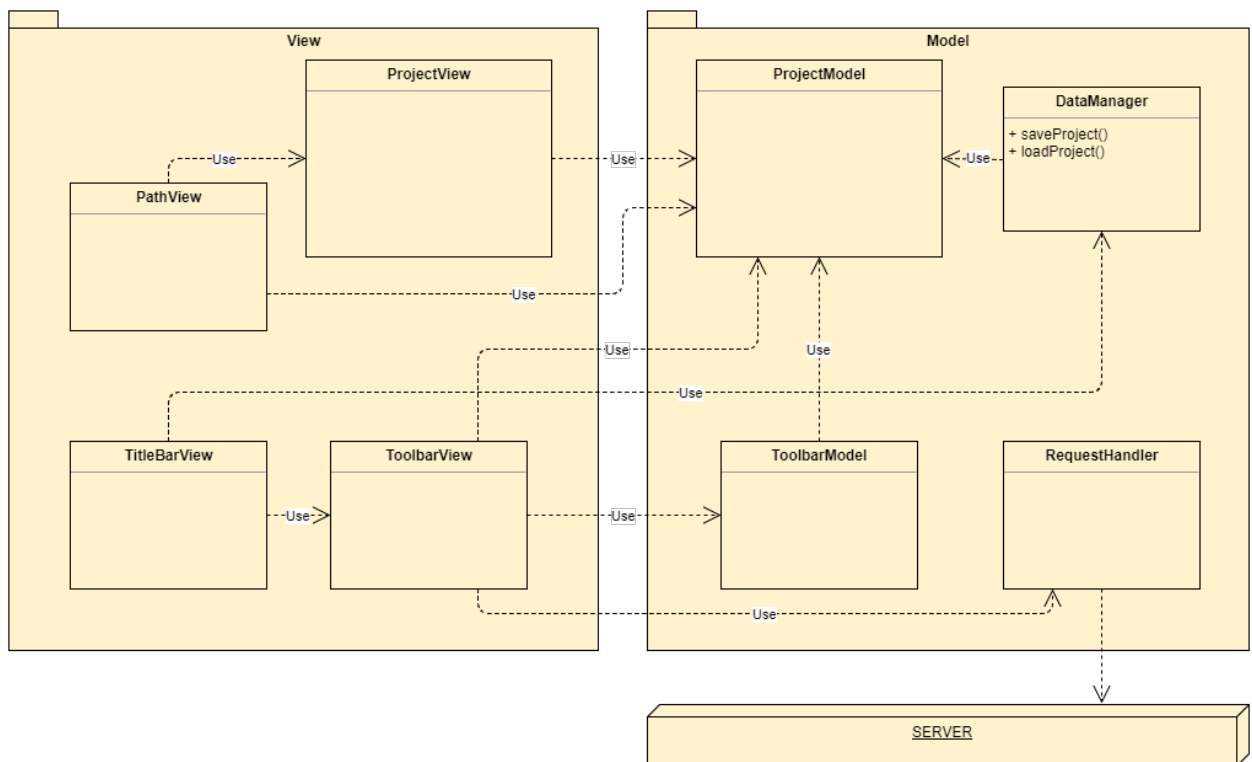 View
Model
ProjectView
ProjectModel
DataManager
+ saveProject()
+ loadProject()
Use
Use
Use
PathView
Use
Use
Use
Use
TitleBarView
ToolbarView
ToolbarModel
RequestHandler
Use
Use
Use
SERVER